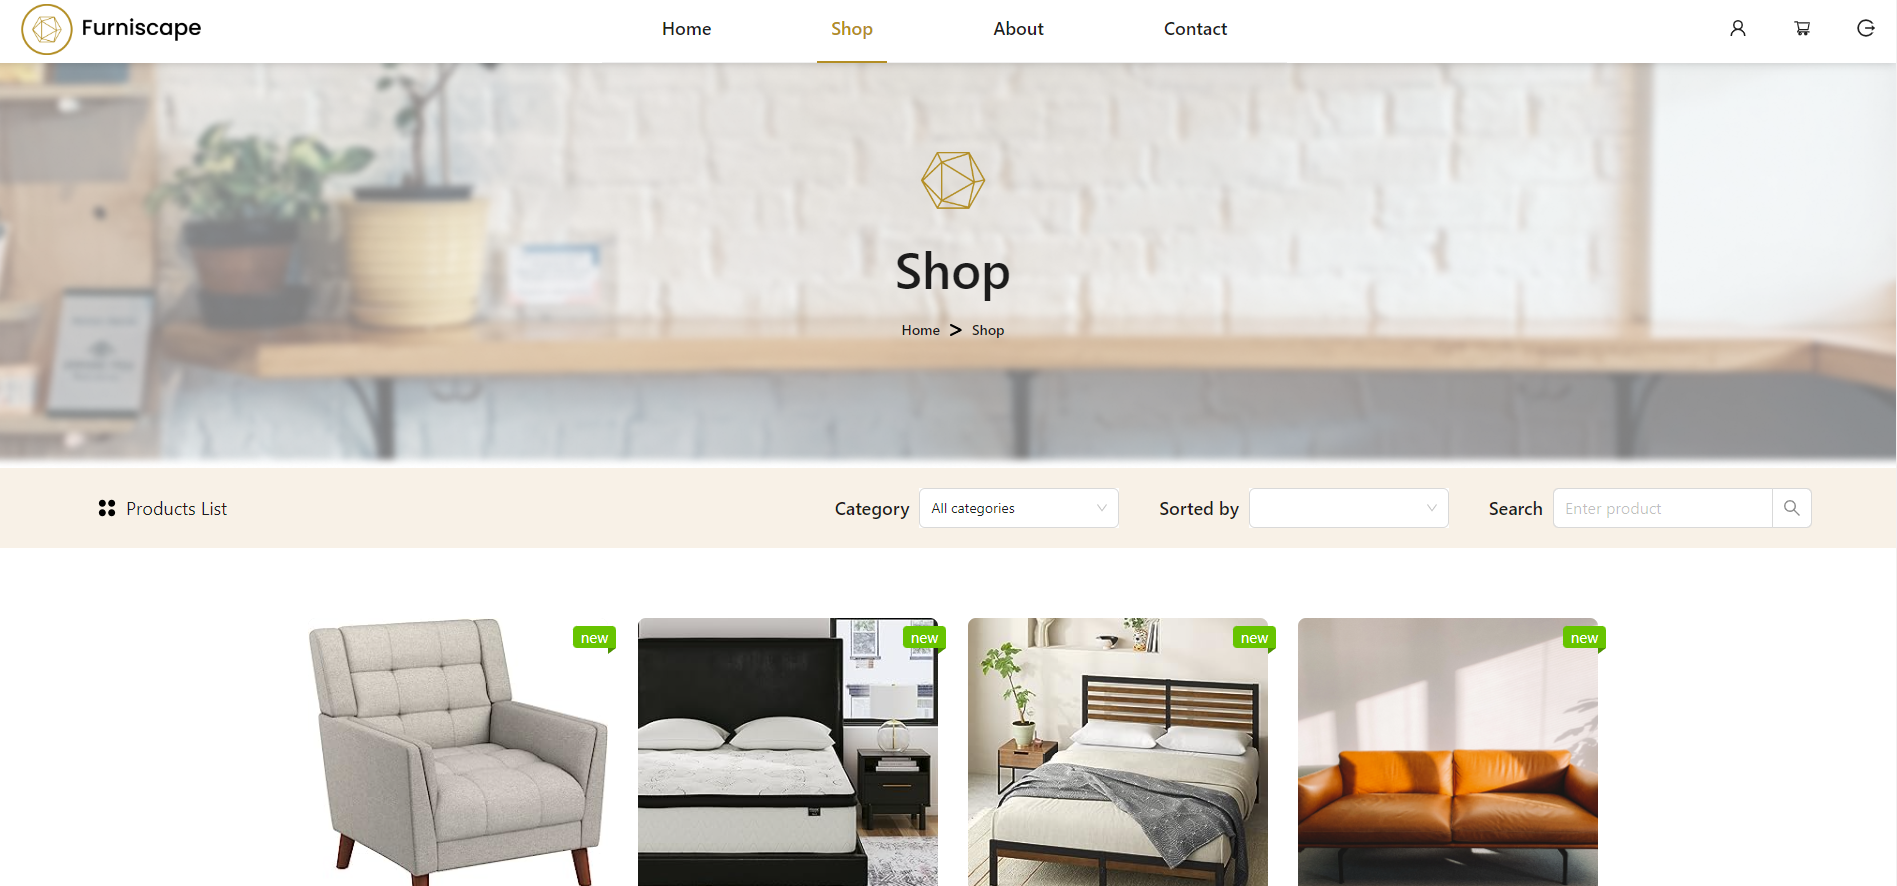 Furniscape
Home
Shop
About
Contact
Shop
Home > Shop
Products List
Category
All categories
Sorted by
Search
Enter product
new
new
new
new